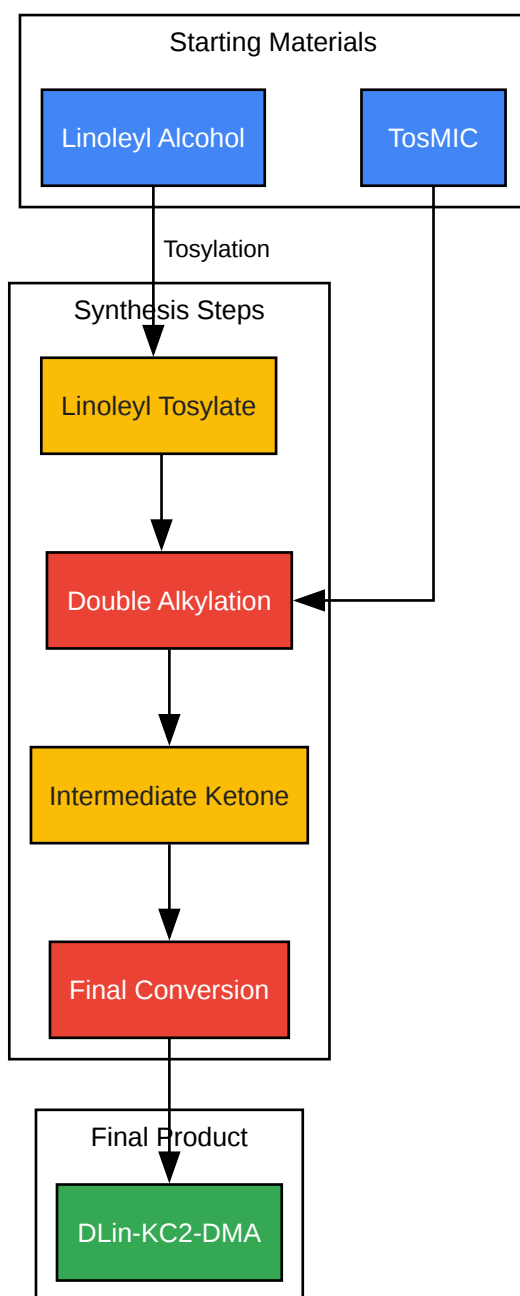 Starting Materials
Linoleyl Alcohol
TosMIC
Tosylation
Synthesis Steps
Linoleyl Tosylate
Double Alkylation
Intermediate Ketone
Final Conversion
Final Product
DLin-KC2-DMA